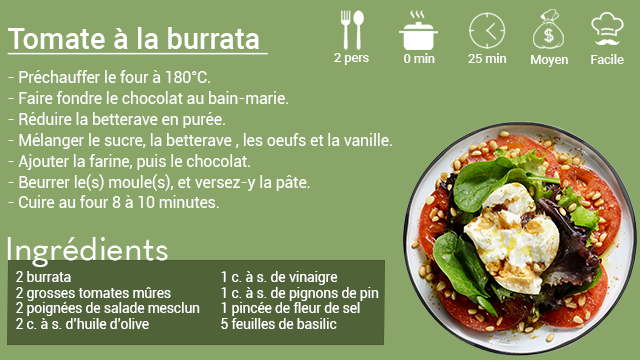 Tomate à la burrata
2 pers
0 min
25 min
Moyen
Facile
- Préchauffer le four à 180°C.
- Faire fondre le chocolat au bain-marie.
- Réduire la betterave en purée.
- Mélanger le sucre, la betterave , les oeufs et la vanille.
- Ajouter la farine, puis le chocolat.
- Beurrer le(s) moule(s), et versez-y la pâte.
- Cuire au four 8 à 10 minutes.
Ingrédients
2 burrata
2 grosses tomates mûres
2 poignées de salade mesclun
2 c. à s. d'huile d'olive
1 c. à s. de vinaigre
1 c. à s. de pignons de pin
1 pincée de fleur de sel
5 feuilles de basilic